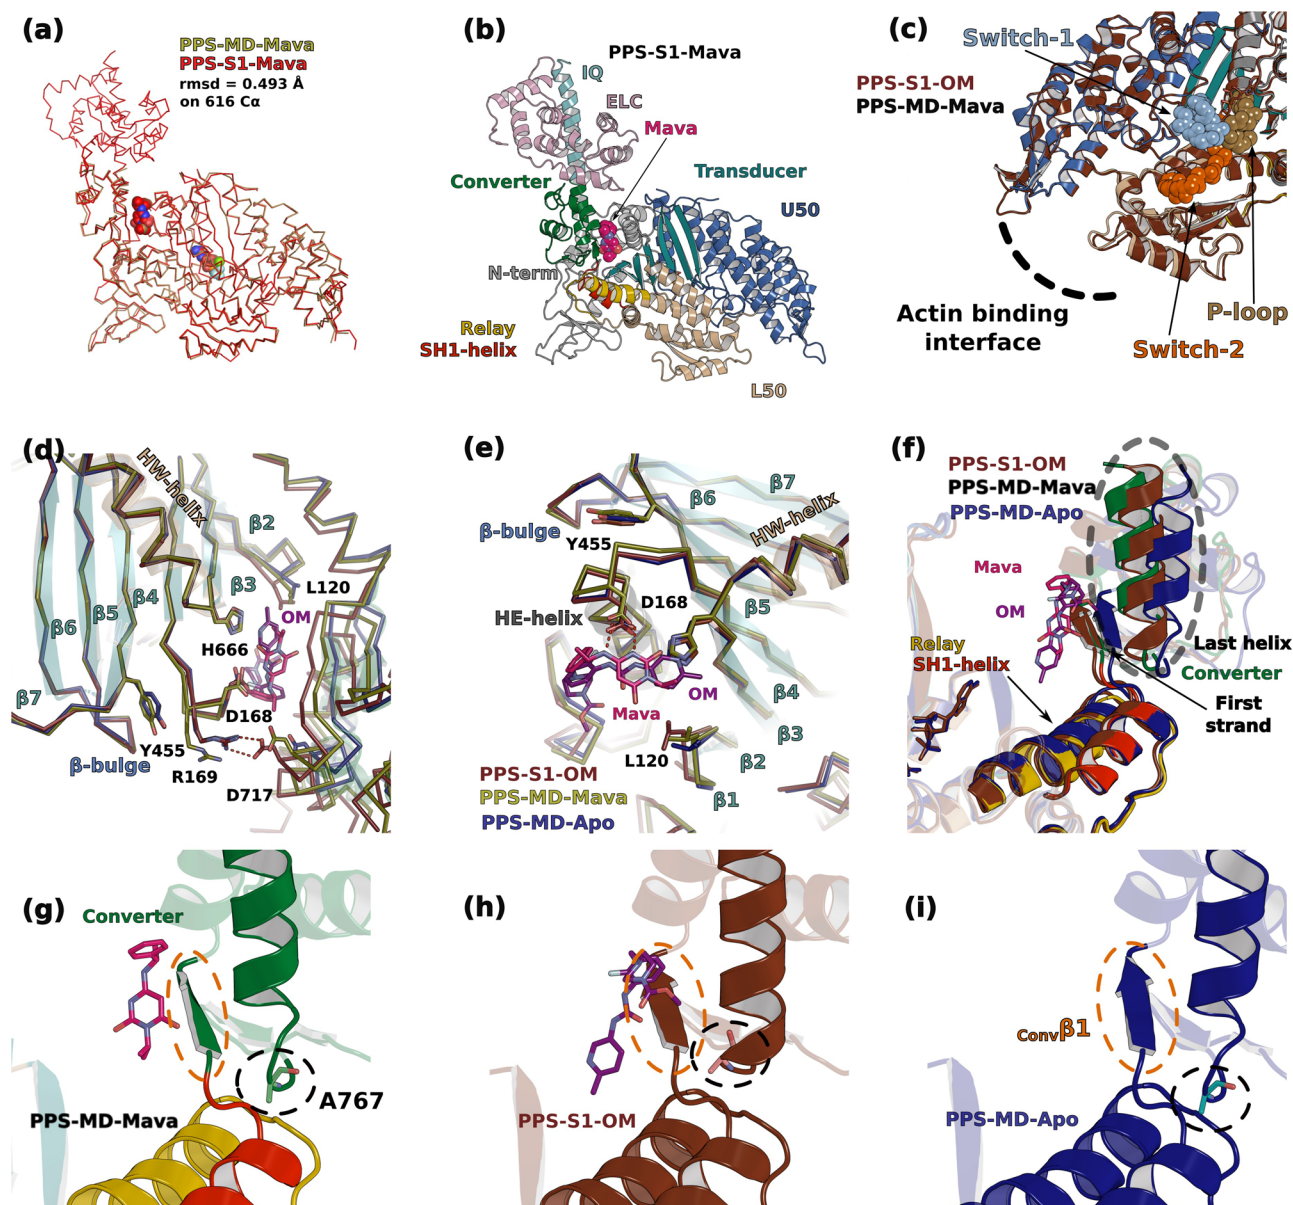 (a)
PPS-MD-Mava
PPS-S1-Mava
rmsd = 0.493 Å
on 616 Cα
(b)
PPS-S1-Mava
IQ
ELC
Mava
Converter
Transducer
U50
N-term
Relay
SH1-helix
L50
(c)
Switch-1
PPS-S1-OM
PPS-MD-Mava
Actin binding
interface
P-loop
Switch-2
(d)
HW-helix
β2
β3
L120
β4
β5
β6
OM
H666
β7
D168
Y455
β-bulge
R169
D717
(e)
β7
β6
HW-helix
β-bulge
Y455
D168
β5
HE-helix
OM
Mava
β4
β3
L120
β2
β1
PPS-S1-OM
PPS-MD-Mava
PPS-MD-Apo
(f)
PPS-S1-OM
PPS-MD-Mava
PPS-MD-Apo
Mava
OM
Relay
SH1-helix
Last helix
Converter
First
strand
(g)
Converter
A767
PPS-MD-Mava
(h)
PPS-S1-OM
(i)
Convβ1
PPS-MD-Apo